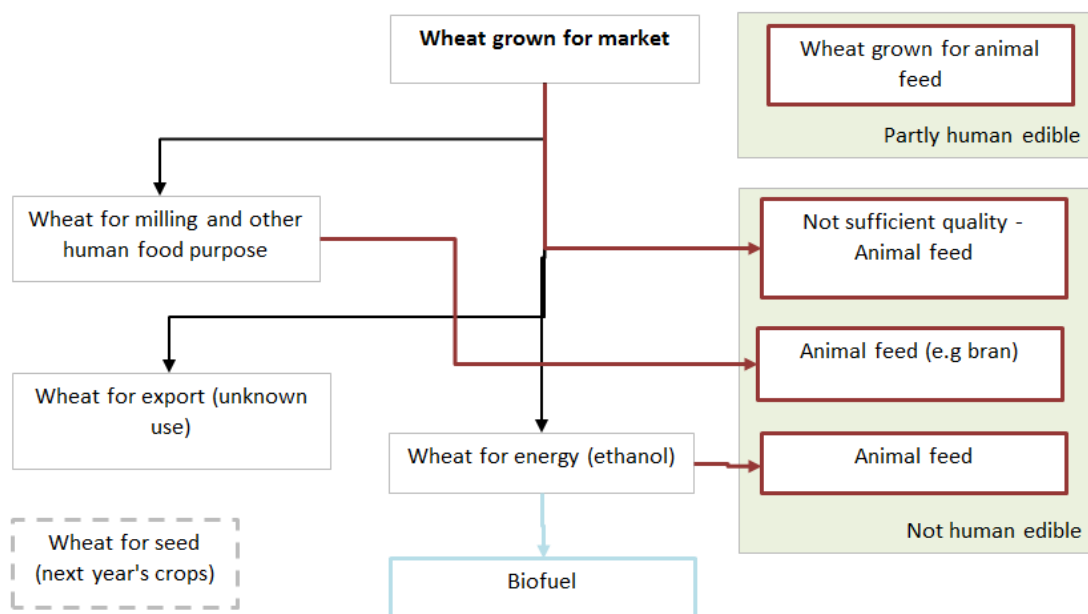 Wheat grown for market
Wheat grown for animal
feed
Partly human edible
Wheat for milling and other
human food purpose
Not sufficient quality -
Animal feed
Animal feed (e.g bran)
Wheat for export (unknown
use)
Wheat for energy (ethanol)
Animal feed
Not human edible
Wheat for seed
(next year's crops)
Biofuel